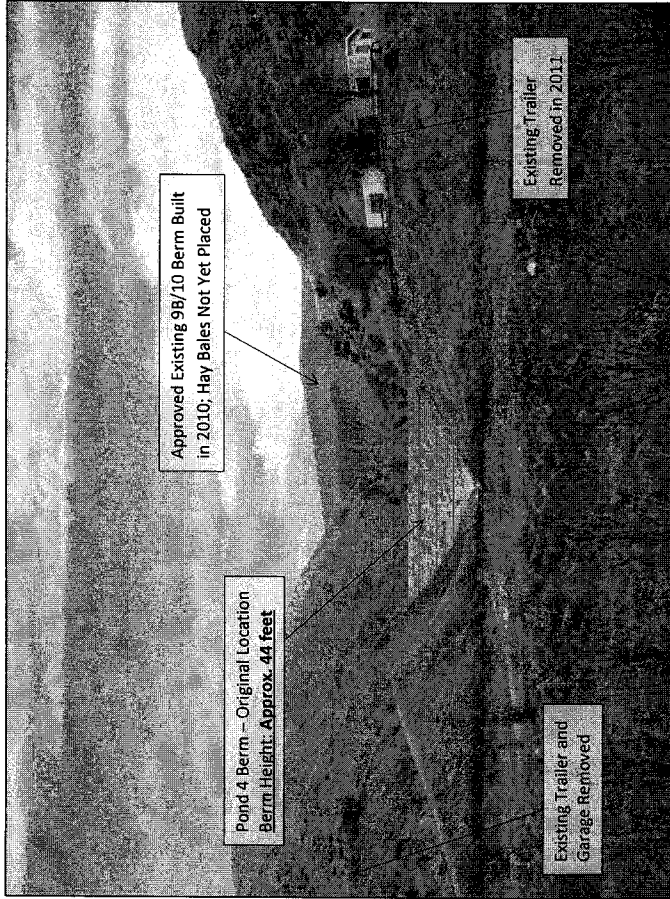 Approved Existing 9B/10 Berm Built
in 2010; Hay Bales Not Yet Placed
Pond 4 Berm – Original Location
Berm Height: Approx. 44 feet
Existing Trailer
Removed in 2011
Existing Trailer and
Garage Removed